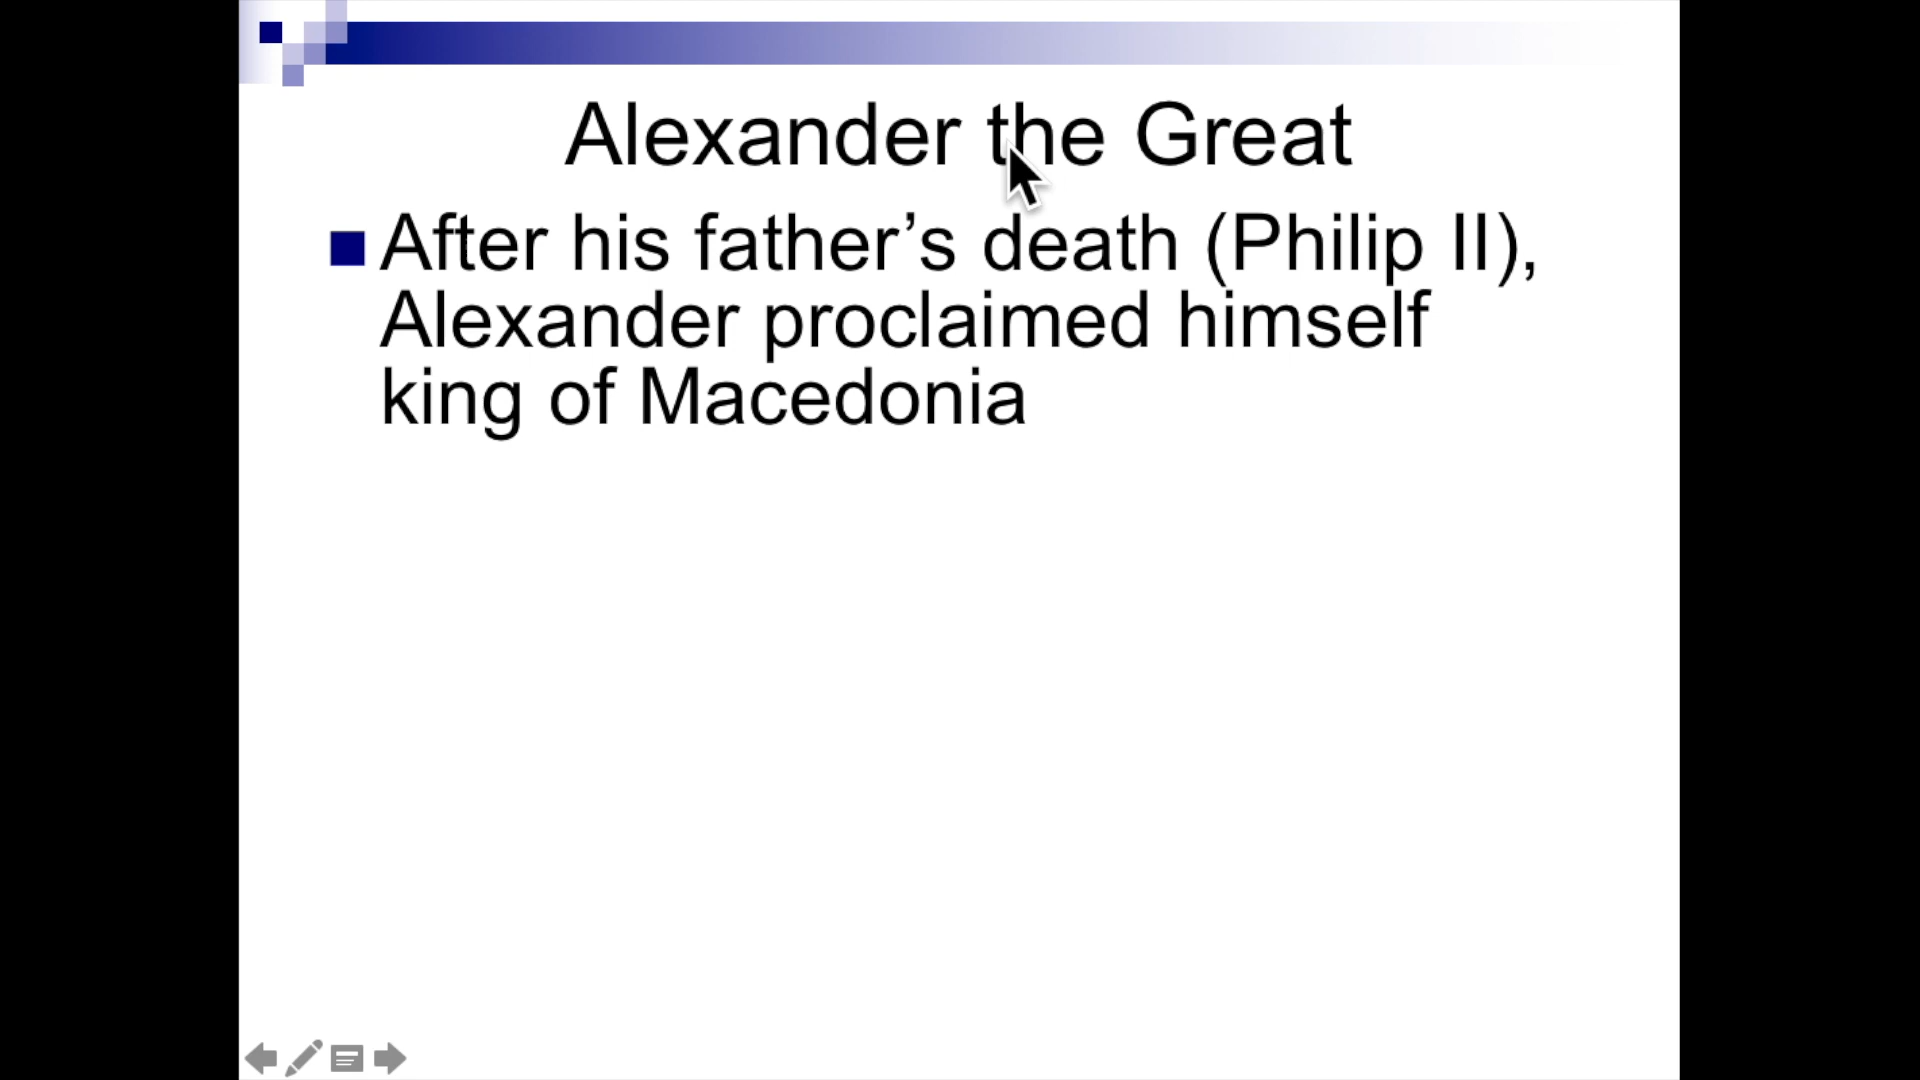 Alexander the Great
After his father’s death (Philip II),
Alexander proclaimed himself
king of Macedonia